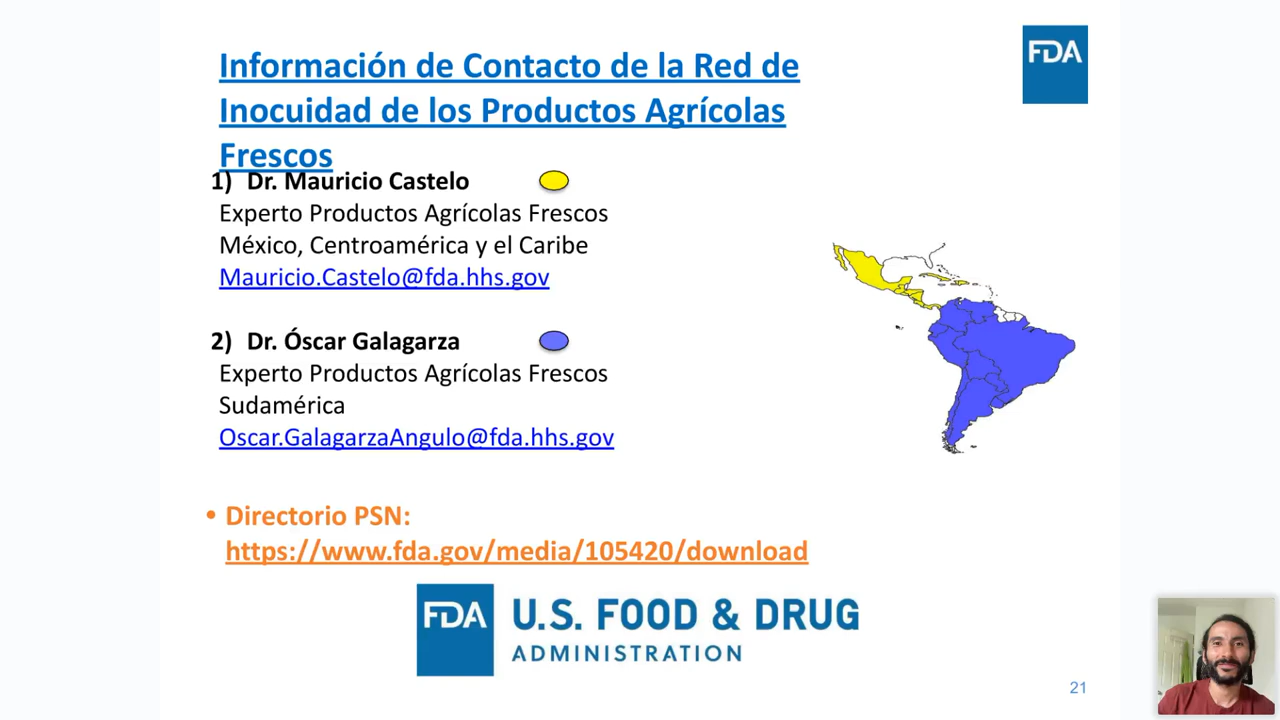 Información de Contacto de la Red de
Inocuidad de los Productos Agrícolas
Frescos
FDA
1) Dr. Mauricio Castelo
Experto Productos Agrícolas Frescos
México, Centroamérica y el Caribe
Mauricio.Castelo@fda.hhs.gov
2) Dr. Óscar Galagarza
Experto Productos Agrícolas Frescos
Sudamérica
Oscar.GalagarzaAngulo@fda.hhs.gov
• Directorio PSN:
https://www.fda.gov/media/105420/download
FDA U.S. FOOD & DRUG
ADMINISTRATION
21